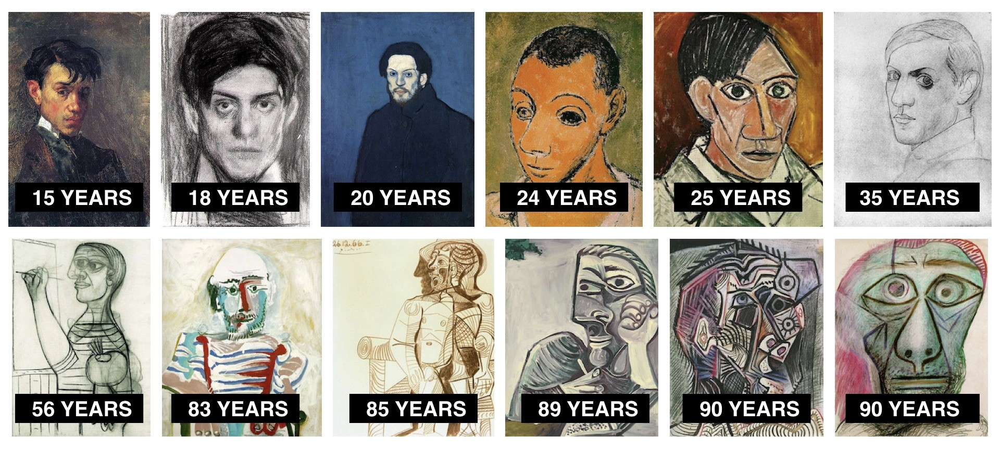 15 YEARS
18 YEARS
20 YEARS
24 YEARS
25 YEARS
35 YEARS
26.12.66.I
Picasso
56 YEARS
83 YEARS
85 YEARS
89 YEARS
90 YEARS
90 YEARS